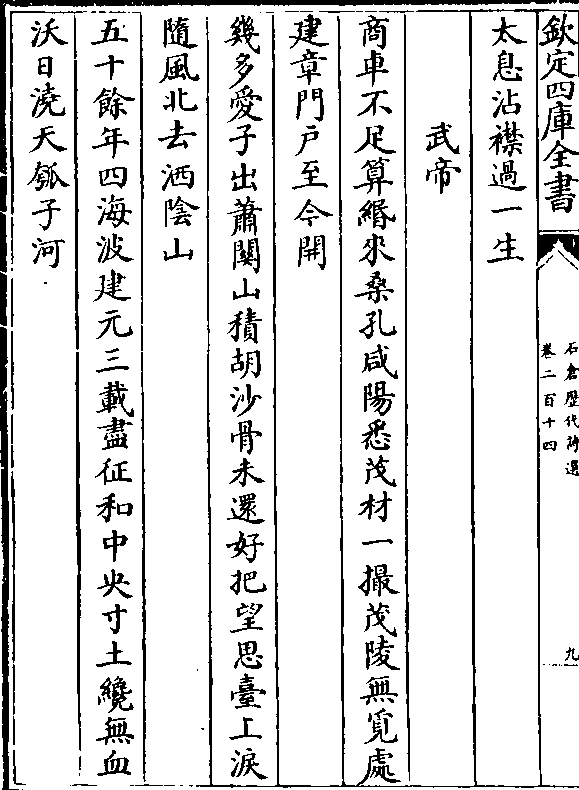 欽定四庫全書
石倉歷代詩選
卷二百十四
九
太息沾襟過一生
武帝
商車不足算緡來桑孔咸陽悉茂材一撮茂陵無覓處
建章門戸至今開
幾多愛子出蕭關山積胡沙骨未還好把望思臺上淚
隨風北去洒陰山
五十餘年四海波建元三載盡征和中央寸土纔無血
沃日澆天瓠子河